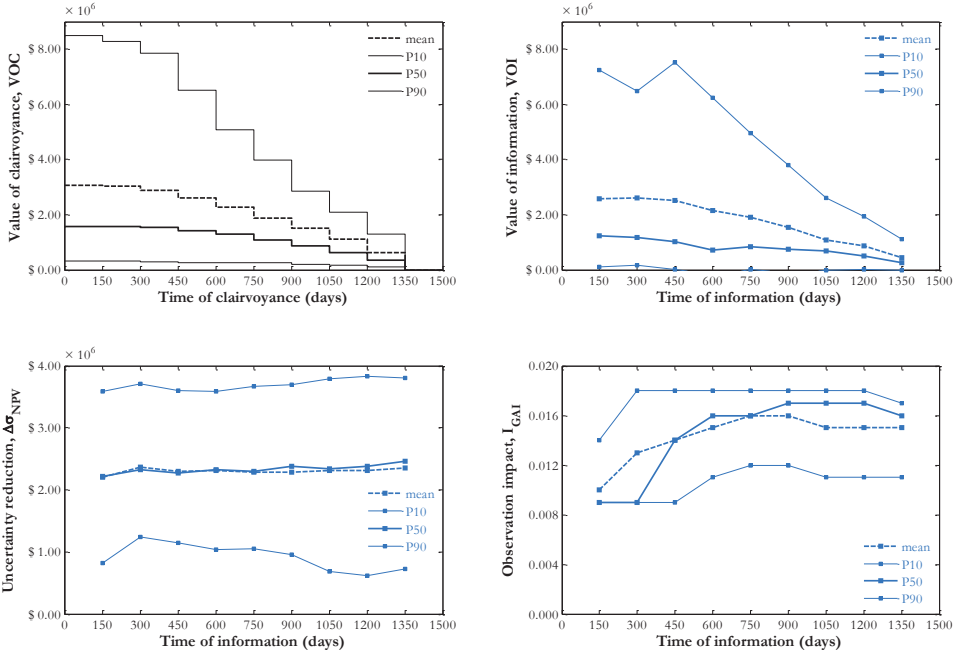 × 10⁶
$ 8.00
$ 6.00
$ 4.00
$ 2.00
$ 0.00
Value of clairvoyance, VOC
mean
P10
P50
P90
0 150 300 450 600 750 900 1050 1200 1350 1500
Time of clairvoyance (days)
× 10⁶
$ 8.00
$ 6.00
$ 4.00
$ 2.00
$ 0.00
Value of information, VOI
mean
P10
P50
P90
0 150 300 450 600 750 900 1050 1200 1350 1500
Time of information (days)
× 10⁶
$ 4.00
$ 3.00
$ 2.00
$ 1.00
$ 0.00
Uncertainty reduction, Δσ_NPV
mean
P10
P50
P90
0 150 300 450 600 750 900 1050 1200 1350 1500
Time of information (days)
0.020
0.016
0.012
0.008
0.004
0.000
Observation impact, I_GAI
mean
P10
P50
P90
0 150 300 450 600 750 900 1050 1200 1350 1500
Time of information (days)